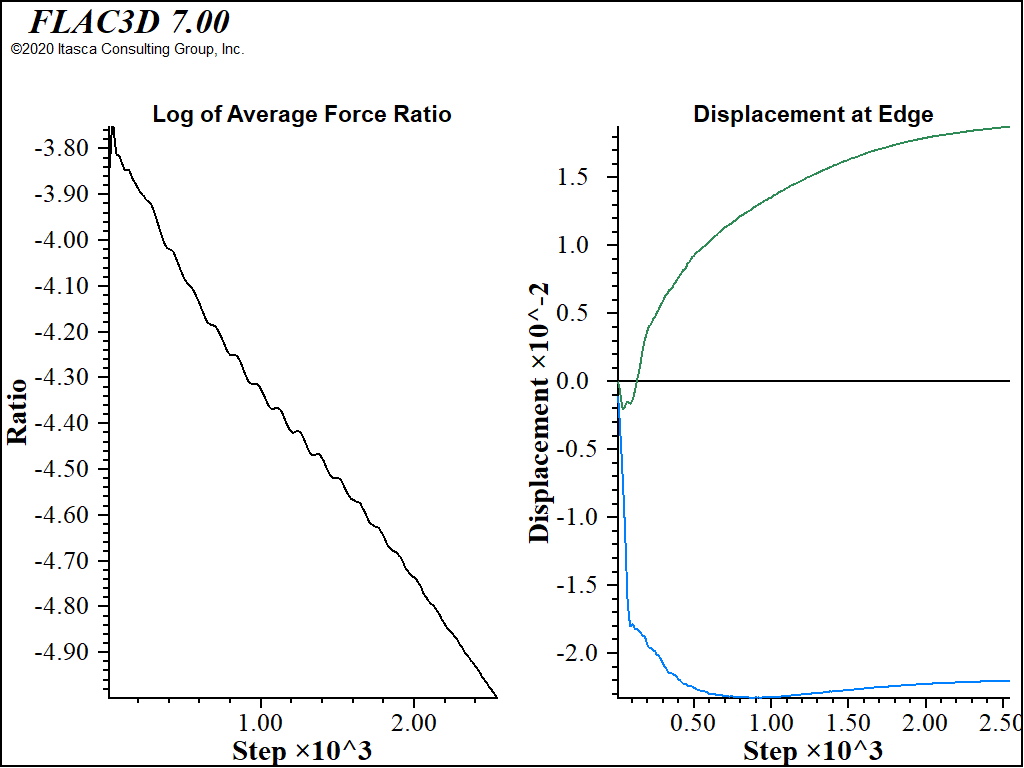 FLAC3D 7.00
©2020 Itasca Consulting Group, Inc.
Log of Average Force Ratio
-3.80
-3.90
-4.00
-4.10
-4.20
-4.30
-4.40
-4.50
-4.60
-4.70
-4.80
-4.90
Ratio
1.00 2.00
Step ×10^3
Displacement at Edge
1.5
1.0
0.5
0.0
-0.5
-1.0
-1.5
-2.0
Displacement ×10^-2
0.50 1.00 1.50 2.00 2.50
Step ×10^3